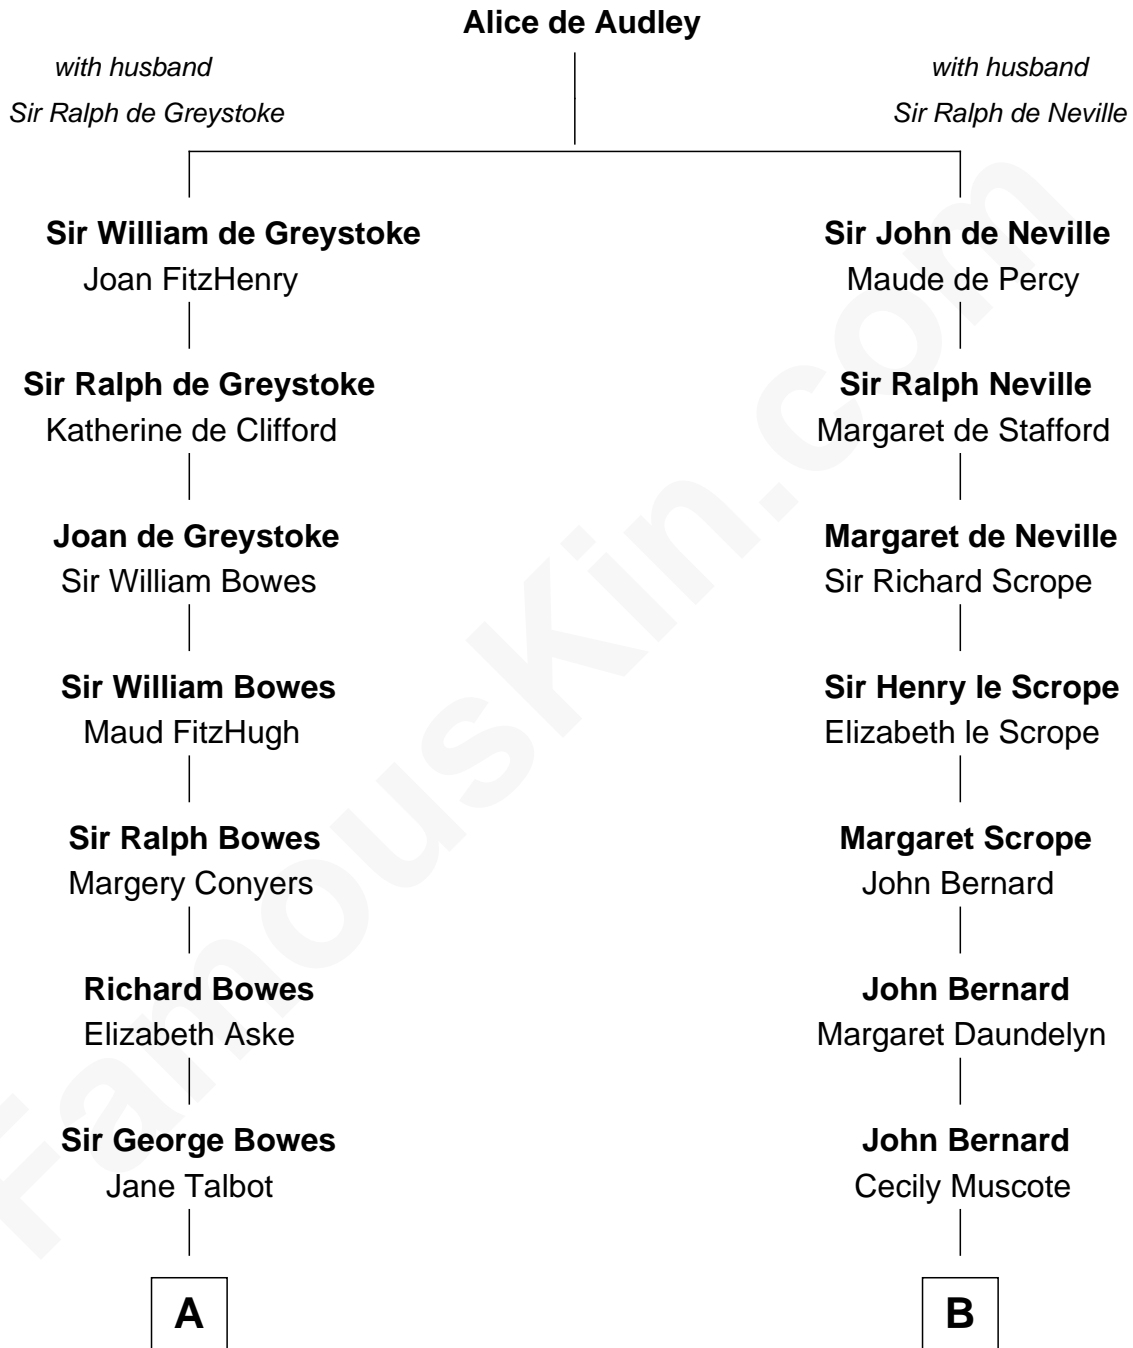 Alice de Audley
with husband
Sir Ralph de Greystoke
with husband
Sir Ralph de Neville
Sir William de Greystoke
Joan FitzHenry
Sir Ralph de Greystoke
Katherine de Clifford
Joan de Greystoke
Sir William Bowes
Sir William Bowes
Maud FitzHugh
Sir Ralph Bowes
Margery Conyers
Richard Bowes
Elizabeth Aske
Sir George Bowes
Jane Talbot
A
Sir John de Neville
Maude de Percy
Sir Ralph Neville
Margaret de Stafford
Margaret de Neville
Sir Richard Scrope
Sir Henry le Scrope
Elizabeth le Scrope
Margaret Scrope
John Bernard
John Bernard
Margaret Daundelyn
John Bernard
Cecily Muscote
B
FamousKin.com